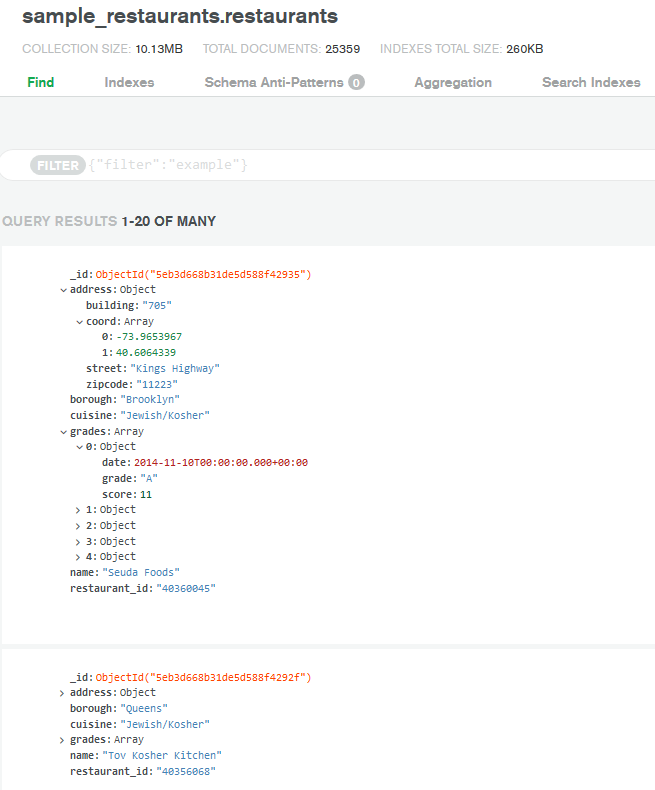 sample_restaurants.restaurants
COLLECTION SIZE: 10.13MB TOTAL DOCUMENTS: 25359 INDEXES TOTAL SIZE: 260KB
Find Indexes Schema Anti-Patterns 0 Aggregation Search Indexes
FILTER {"filter":"example"}
QUERY RESULTS 1-20 OF MANY
_id:ObjectId("5eb3d668b31de5d588f42935")
address:Object
building:"705"
coord:Array
0:-73.9653967
1:40.6064339
street:"Kings Highway"
zipcode:"11223"
borough:"Brooklyn"
cuisine:"Jewish/Kosher"
grades:Array
0:Object
date:2014-11-10T00:00:00.000+00:00
grade:"A"
score:11
1:Object
2:Object
3:Object
4:Object
name:"Seuda Foods"
restaurant_id:"40360045"
_id:ObjectId("5eb3d668b31de5d588f4292f")
address:Object
borough:"Queens"
cuisine:"Jewish/Kosher"
grades:Array
name:"Tov Kosher Kitchen"
restaurant_id:"40356068"